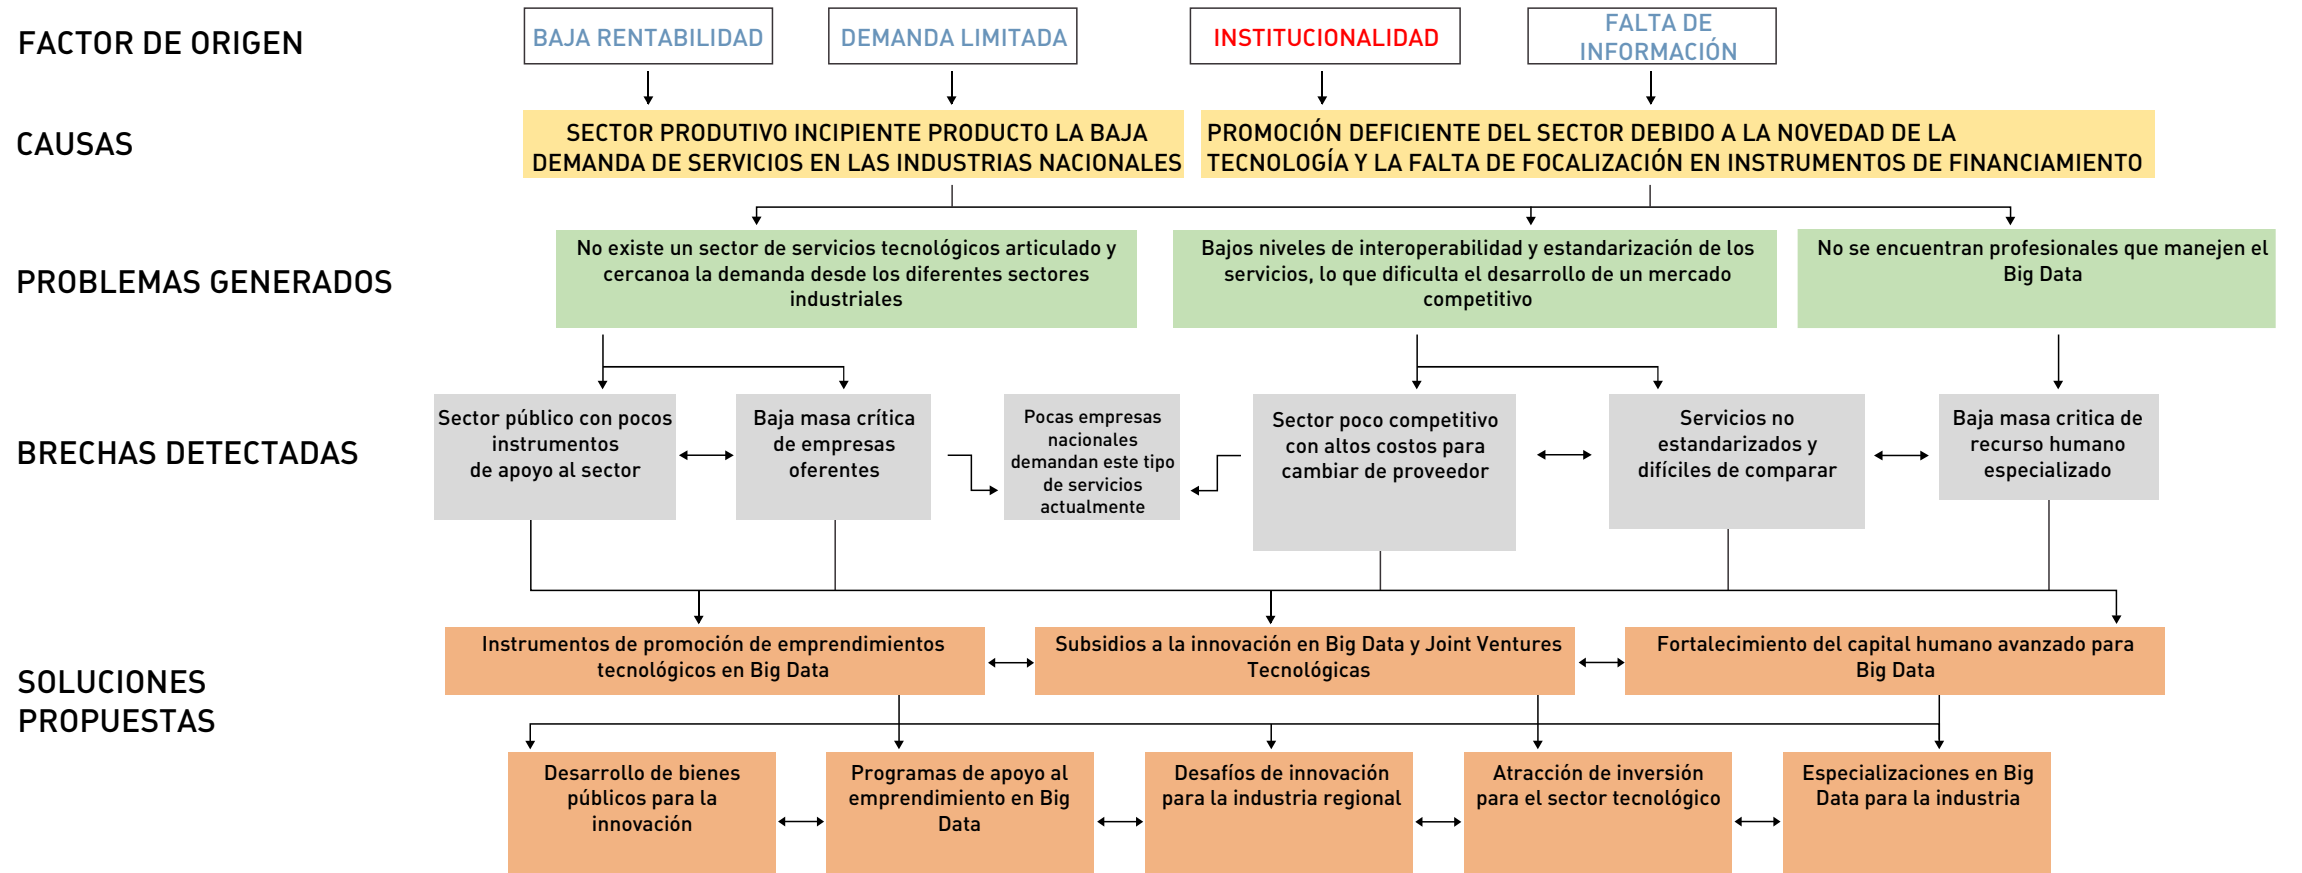 FACTOR DE ORIGEN
BAJA RENTABILIDAD
DEMANDA LIMITADA
INSTITUCIONALIDAD
FALTA DE
INFORMACIÓN
CAUSAS
SECTOR PRODUTIVO INCIPIENTE PRODUCTO LA BAJA
DEMANDA DE SERVICIOS EN LAS INDUSTRIAS NACIONALES
PROMOCIÓN DEFICIENTE DEL SECTOR DEBIDO A LA NOVEDAD DE LA
TECNOLOGÍA Y LA FALTA DE FOCALIZACIÓN EN INSTRUMENTOS DE FINANCIAMIENTO
PROBLEMAS GENERADOS
No existe un sector de servicios tecnológicos articulado y
cercanoa la demanda desde los diferentes sectores
industriales
Bajos niveles de interoperabilidad y estandarización de los
servicios, lo que dificulta el desarrollo de un mercado
competitivo
No se encuentran profesionales que manejen el
Big Data
BRECHAS DETECTADAS
Sector público con pocos
instrumentos
de apoyo al sector
Baja masa crítica
de empresas
oferentes
Pocas empresas
nacionales
demandan este tipo
de servicios
actualmente
Sector poco competitivo
con altos costos para
cambiar de proveedor
Servicios no
estandarizados y
difíciles de comparar
Baja masa critica de
recurso humano
especializado
SOLUCIONES
PROPUESTAS
Instrumentos de promoción de emprendimientos
tecnológicos en Big Data
Subsidios a la innovación en Big Data y Joint Ventures
Tecnológicas
Fortalecimiento del capital humano avanzado para
Big Data
Desarrollo de bienes
públicos para la
innovación
Programas de apoyo al
emprendimiento en Big
Data
Desafíos de innovación
para la industria regional
Atracción de inversión
para el sector tecnológico
Especializaciones en Big
Data para la industria